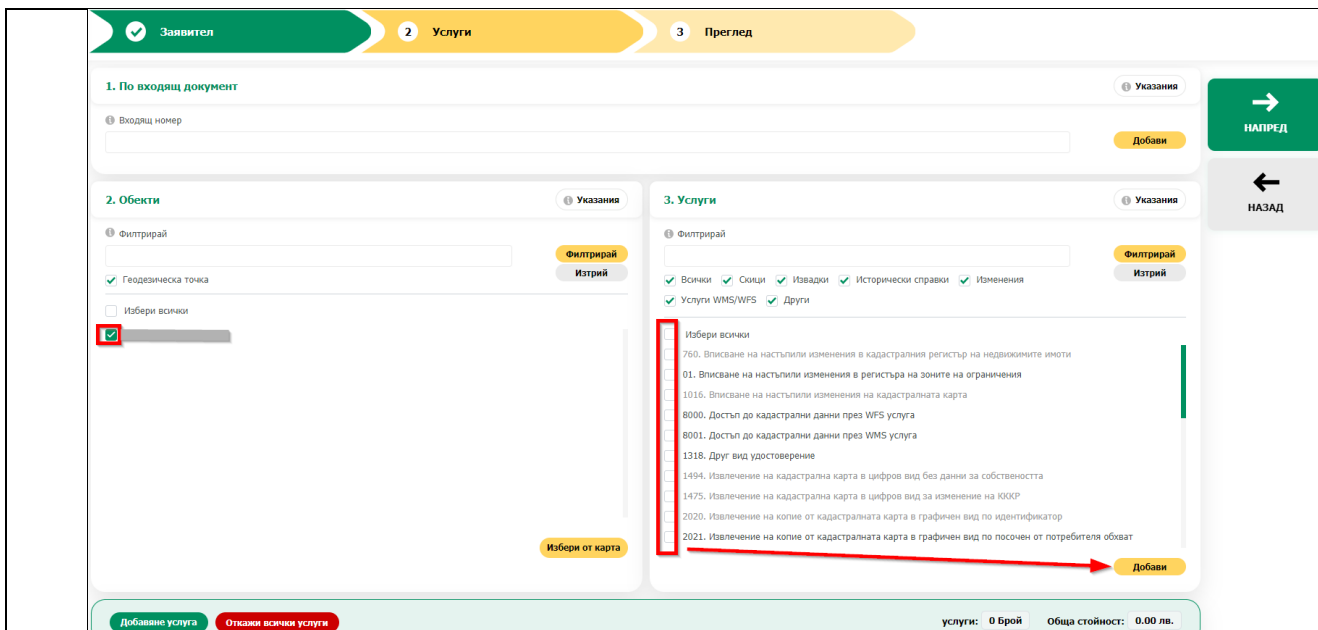 Заявител
2 Услуги
3 Преглед
1. По входящ документ
Указания
Входящ номер
Добави
НАПРЕД
НАЗАД
2. Обекти
Указания
Филтрирай
Филтрирай
Изтрий
Геодезическа точка
Избери всички
Избери от карта
3. Услуги
Указания
Филтрирай
Филтрирай
Изтрий
Всички Скици Извадки Исторически справки Изменения
Услуги WMS/WFS Други
Избери всички
760. Вписване на настъпили изменения в кадастралния регистър на недвижимите имоти
01. Вписване на настъпили изменения в регистъра на зоните на ограничения
1016. Вписване на настъпили изменения на кадастралната карта
8000. Достъп до кадастрални данни през WFS услуга
8001. Достъп до кадастрални данни през WMS услуга
1318. Друг вид удостоверение
1494. Извлечение на кадастрална карта в цифров вид без данни за собствеността
1475. Извлечение на кадастрална карта в цифров вид за изменение на КККР
2020. Извлечение на копие от кадастралната карта в графичен вид по идентификатор
2021. Извлечение на копие от кадастралната карта в графичен вид по посочен от потребителя обхват
Добави
Добавяне услуга Откажи всички услуги услуги: 0 Брой Обща стойност: 0.00 лв.